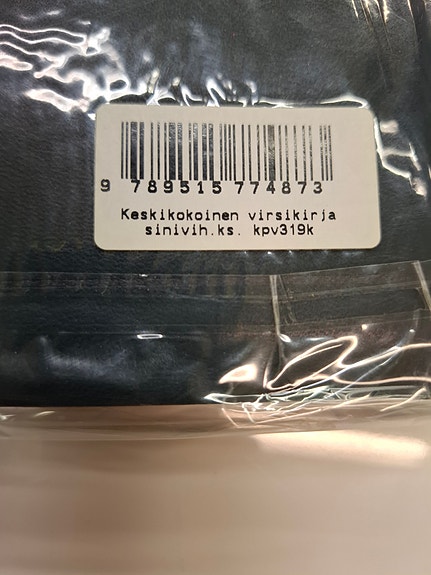 9 789515 774873
Keskikokoinen virsikirja
sinivih.ks. kpv319k